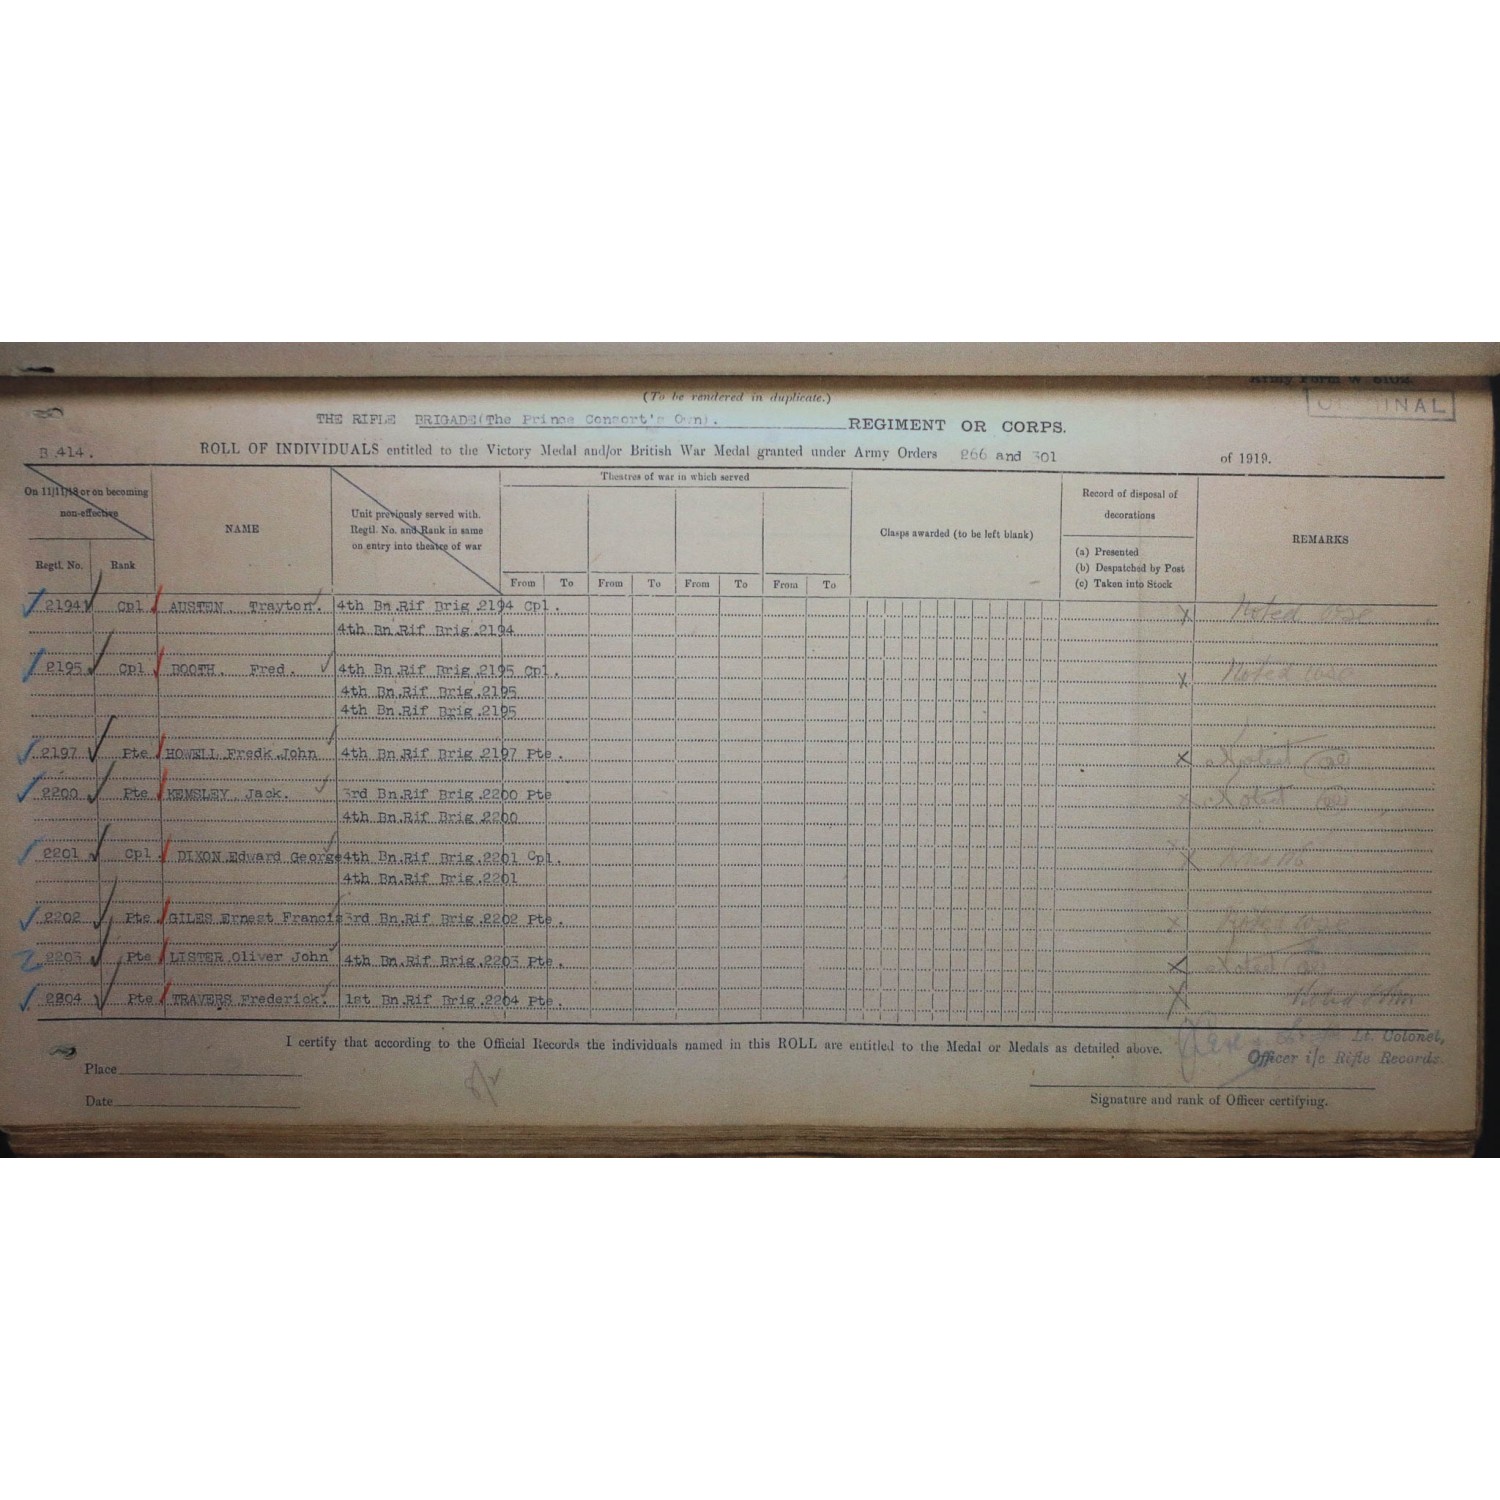 Army Form W. 5102.
(To be rendered in duplicate.)
ORIGINAL
THE RIFLE BRIGADE(The Prince Consort's Own). REGIMENT OR CORPS.
B.414. ROLL OF INDIVIDUALS entitled to the Victory Medal and/or British War Medal granted under Army Orders 266 and 301 of 1919.
On 11/11/18 or on becoming non-effective
Regtl. No. Rank
NAME
Unit previously served with. Regtl. No. and Rank in same on entry into theatre of war
Theatres of war in which served
From To From To From To From To
Clasps awarded (to be left blank)
Record of disposal of decorations
(a) Presented
(b) Despatched by Post
(c) Taken into Stock
REMARKS
2194 Cpl AUSTEN. Trayton. 4th Bn.Rif Brig.2194 Cpl. X Noted
4th Bn.Rif Brig.2194
2195 Cpl BOOTH. Fred. 4th Bn.Rif Brig.2195 Cpl. X Noted
4th Bn.Rif Brig.2195
4th Bn.Rif Brig.2195
2197 Pte HOWELL Fredk.John 4th Bn.Rif Brig.2197 Pte. X Noted
2200 Pte KEMSLEY. Jack. 3rd Bn.Rif Brig.2200 Pte X Noted
4th Bn.Rif Brig.2200
2201 Cpl. DIXON Edward George 4th Bn.Rif Brig.2201 Cpl. X
4th Bn.Rif Brig.2201
2202 Pte. GILES Ernest Francis 3rd Bn.Rif Brig.2202 Pte. X Noted
2203 Pte LISTER Oliver John 4th Bn.Rif Brig.2203 Pte. X Noted
2204 Pte TRAVERS Frederick. 1st Bn.Rif Brig.2204 Pte. X Noted
I certify that according to the Official Records the individuals named in this ROLL are entitled to the Medal or Medals as detailed above.
Lt. Colonel,
Officer i/c Rifle Records.
Place
Date
Signature and rank of Officer certifying.